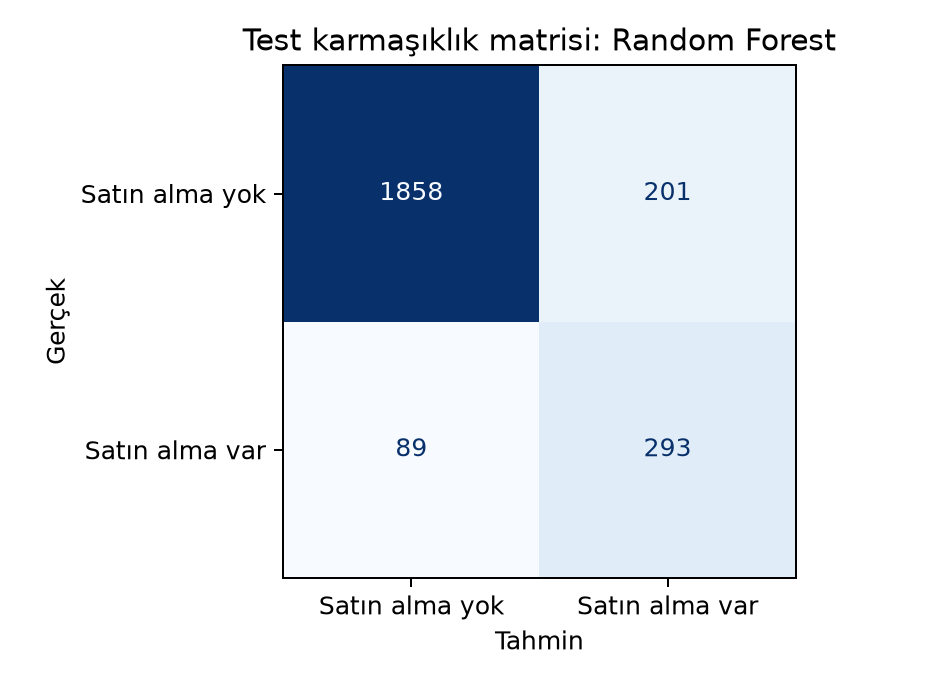 Test karmaşıklık matrisi: Random Forest
Gerçek
Satın alma yok
1858
201
Satın alma var
89
293
Satın alma yok
Satın alma var
Tahmin